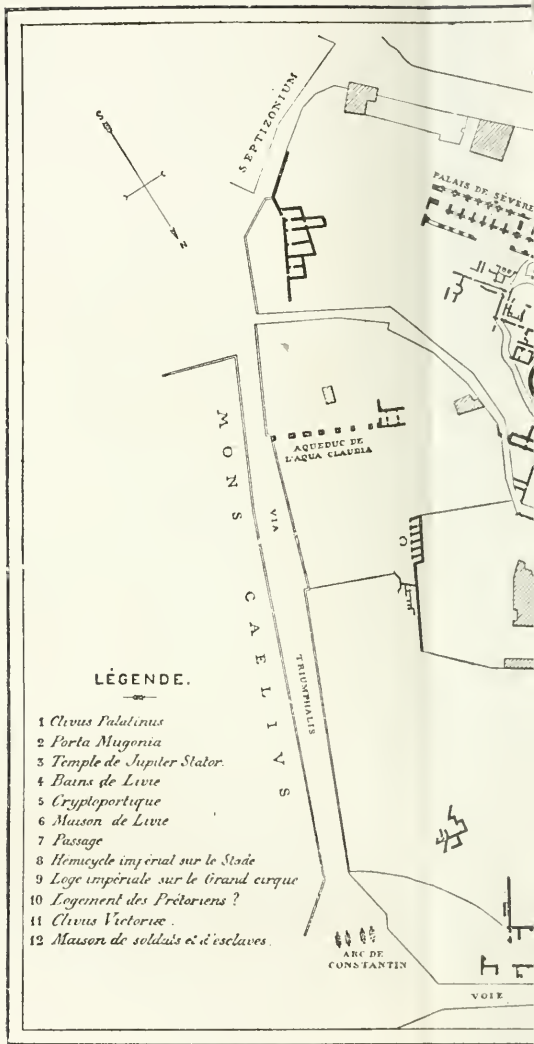 S
N
SEPTIZONIUM
PALAIS DE SÉVÈRE
AQUEDUC DE
L'AQUA CLAUDIA
MONS CAELIVS
VIA
TRIUMPHALIS
LÉGENDE.
1 Clivus Palatinus
2 Porta Mugonia
3 Temple de Jupiter Stator.
4 Bains de Livie
5 Cryptoportique
6 Maison de Livie
7 Passage
8 Hémicycle impérial sur le Stade
9 Loge impériale sur le Grand cirque
10 Logement des Prétoriens ?
11 Clivus Victoriæ.
12 Maison de soldats et d'esclaves.
ARC DE
CONSTANTIN
VOIE